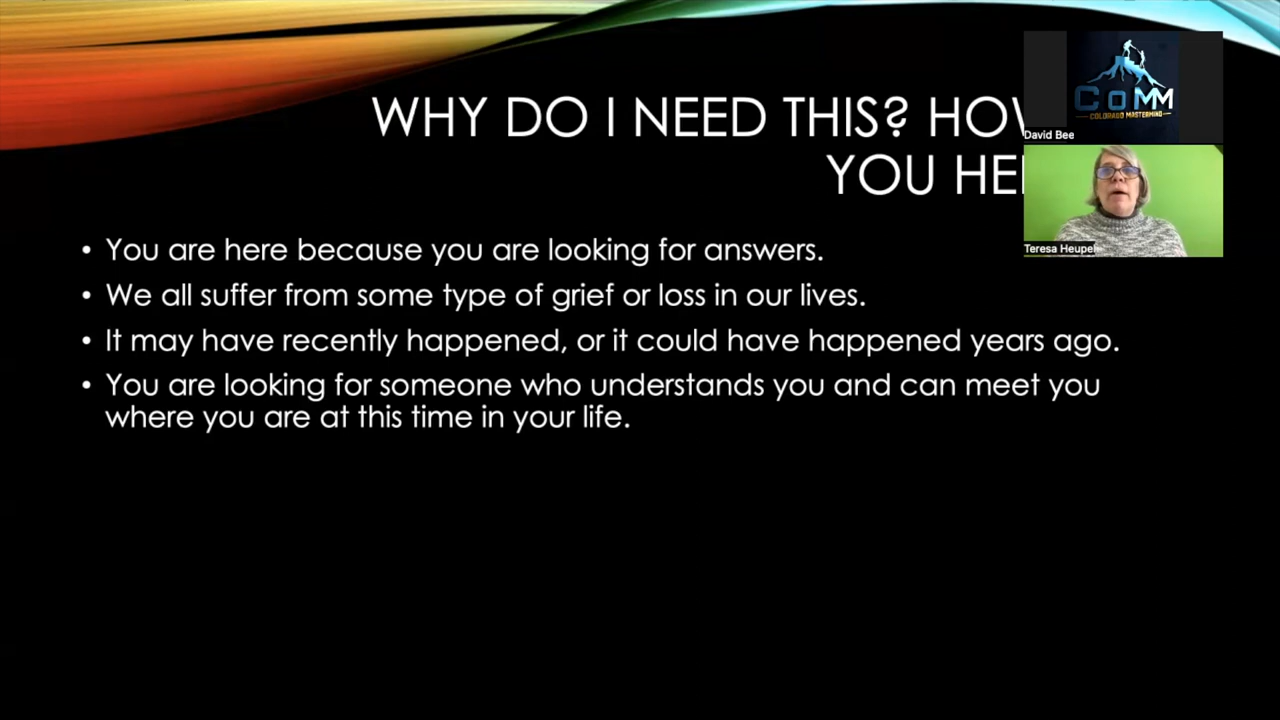 WHY DO I NEED THIS? HOW
YOU HE
• You are here because you are looking for answers.
• We all suffer from some type of grief or loss in our lives.
• It may have recently happened, or it could have happened years ago.
• You are looking for someone who understands you and can meet you
where you are at this time in your life.
CoMM
COLORADO MASTERMIND
David Bee
Teresa Heupel